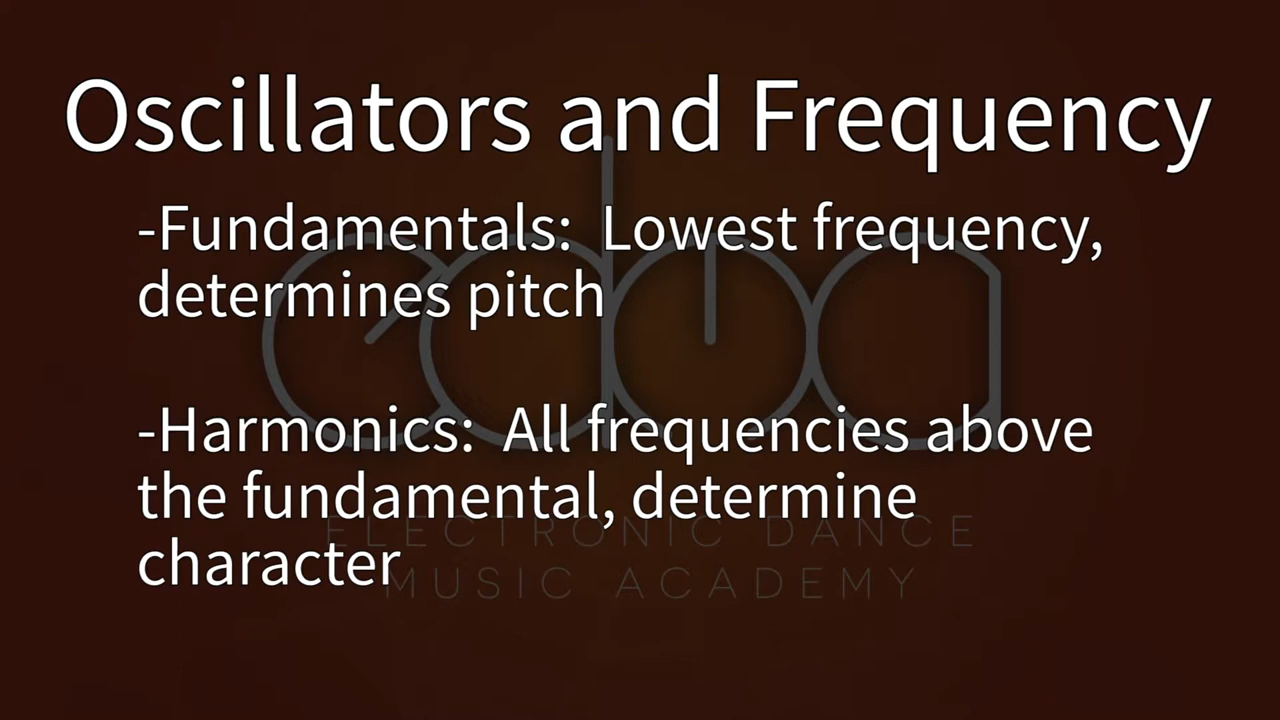 Oscillators and Frequency
-Fundamentals:  Lowest frequency,
determines pitch
-Harmonics:  All frequencies above
the fundamental, determine
character
edma
ELECTRONIC DANCE
MUSIC ACADEMY